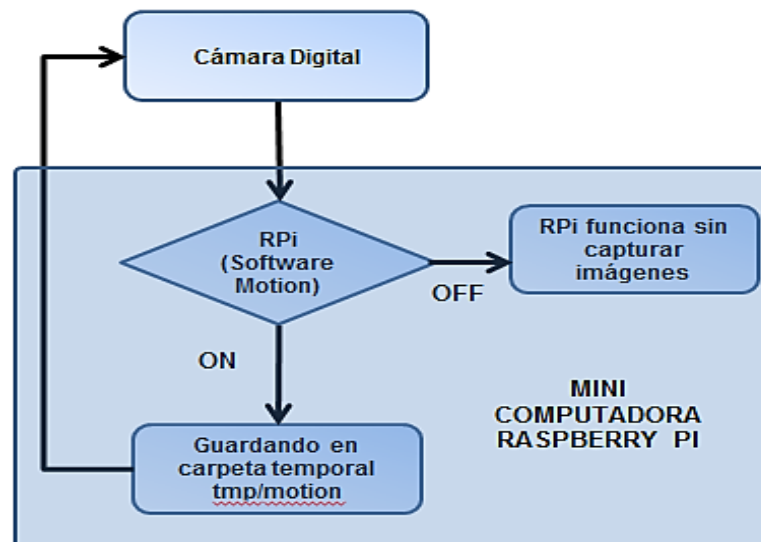 Cámara Digital
RPi
(Software
Motion)
RPi funciona sin
capturar
imágenes
OFF
ON
MINI
COMPUTADORA
RASPBERRY PI
Guardando en
carpeta temporal
tmp/motion